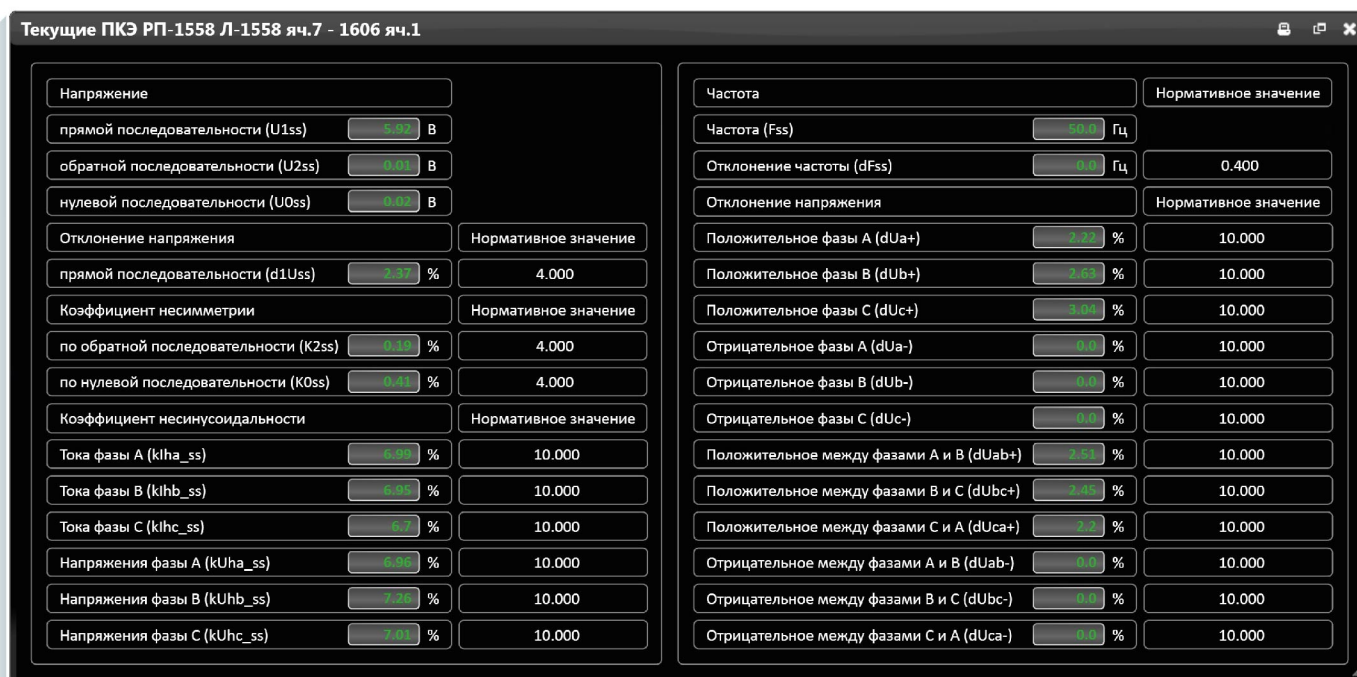 Текущие ПКЭ РП-1558 Л-1558 яч.7 - 1606 яч.1
Напряжение
прямой последовательности (U1ss) 5.92 В
обратной последовательности (U2ss) 0.01 В
нулевой последовательности (U0ss) 0.02 В
Отклонение напряжения Нормативное значение
прямой последовательности (d1Uss) 2.37 % 4.000
Коэффициент несимметрии Нормативное значение
по обратной последовательности (K2ss) 0.19 % 4.000
по нулевой последовательности (K0ss) 0.41 % 4.000
Коэффициент несинусоидальности Нормативное значение
Тока фазы А (kIha_ss) 6.99 % 10.000
Тока фазы В (kIhb_ss) 6.95 % 10.000
Тока фазы С (kIhc_ss) 6.7 % 10.000
Напряжения фазы А (kUha_ss) 6.96 % 10.000
Напряжения фазы В (kUhb_ss) 7.26 % 10.000
Напряжения фазы С (kUhc_ss) 7.01 % 10.000
Частота Нормативное значение
Частота (Fss) 50.0 Гц
Отклонение частоты (dFss) 0.0 Гц 0.400
Отклонение напряжения Нормативное значение
Положительное фазы А (dUa+) 2.22 % 10.000
Положительное фазы В (dUb+) 2.63 % 10.000
Положительное фазы С (dUc+) 3.04 % 10.000
Отрицательное фазы А (dUa-) 0.0 % 10.000
Отрицательное фазы В (dUb-) 0.0 % 10.000
Отрицательное фазы С (dUc-) 0.0 % 10.000
Положительное между фазами А и В (dUab+) 2.51 % 10.000
Положительное между фазами В и С (dUbc+) 2.45 % 10.000
Положительное между фазами С и А (dUca+) 2.2 % 10.000
Отрицательное между фазами А и В (dUab-) 0.0 % 10.000
Отрицательное между фазами В и С (dUbc-) 0.0 % 10.000
Отрицательное между фазами С и А (dUca-) 0.0 % 10.000